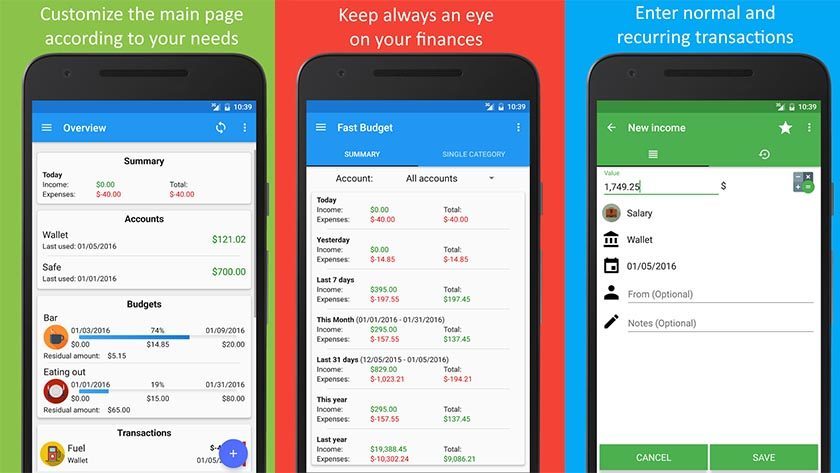 Customize the main page
according to your needs
10:39
Overview
Summary
Today
Income: $0.00 Total:
Expenses: $-40.00 $-40.00
Accounts
Wallet
Last used: 01/05/2016 $121.02
Safe
Last used: 01/01/2016 $700.00
Budgets
Bar
01/03/2016 74% 01/09/2016
$0.00 $14.85 $20.00
Residual amount: $5.15
Eating out
01/01/2016 19% 01/31/2016
$0.00 $15.00 $80.00
Residual amount: $65.00
Transactions
Fuel
Wallet
+
Keep always an eye
on your finances
10:39
Fast Budget
SUMMARY SINGLE CATEGORY
Account: All accounts
Today
Income: $0.00 Total:
Expenses: $-40.00 $-40.00
Yesterday
Income: $0.00 Total:
Expenses: $-14.85 $-14.85
Last 7 days
Income: $395.00 Total:
Expenses: $-197.55 $197.45
This Month (01/01/2016 - 01/31/2016)
Income: $295.00 Total:
Expenses: $-157.55 $137.45
Last 31 days (12/05/2015 - 01/05/2016)
Income: $829.00 Total:
Expenses: $-1,023.21 $-194.21
This year
Income: $295.00 Total:
Expenses: $-157.55 $137.45
Last year
Income: $19,388.45 Total:
Expenses: $-10,302.24 $9,086.21
Enter normal and
recurring transactions
10:39
New income
Value
1,749.25 $
Salary
Wallet
01/05/2016
From (Optional)
Notes (Optional)
CANCEL SAVE